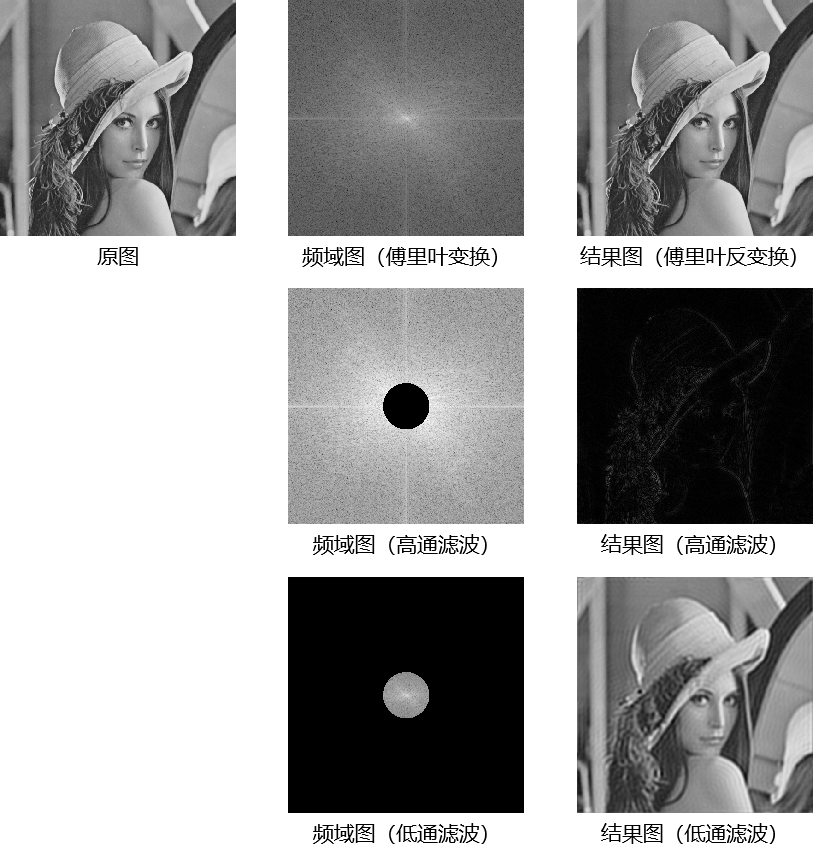 原图
频域图（傅里叶变换）
结果图（傅里叶反变换）
频域图（高通滤波）
结果图（高通滤波）
频域图（低通滤波）
结果图（低通滤波）